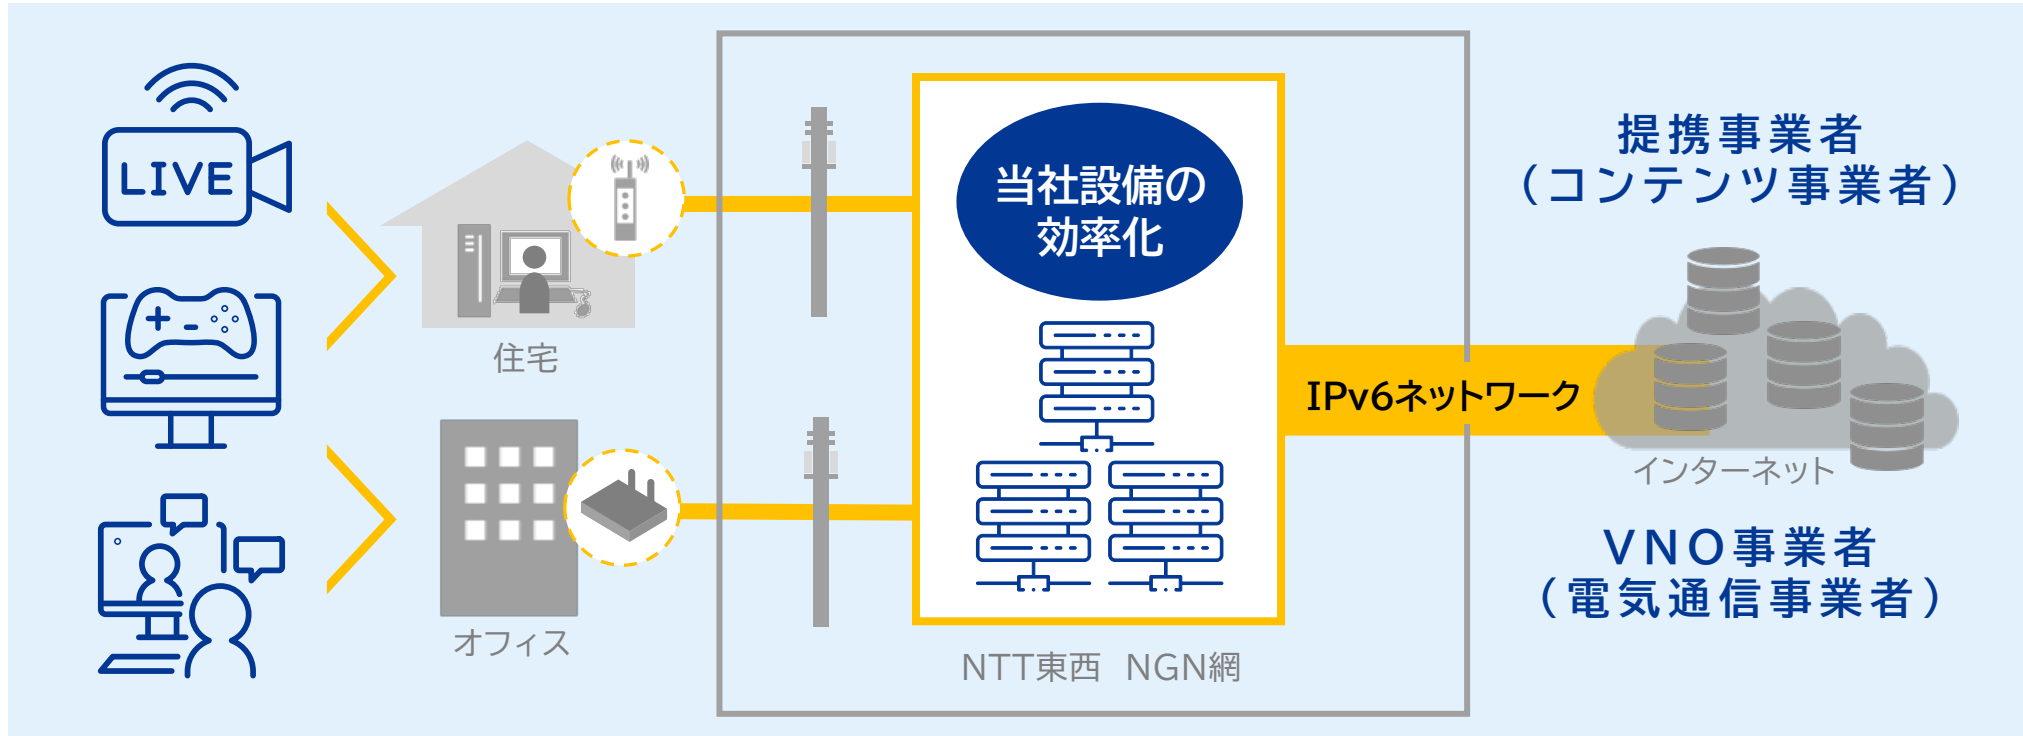 LIVE
住宅
オフィス
当社設備の
効率化
NTT東西 NGN網
IPv6ネットワーク
提携事業者
（コンテンツ事業者）
インターネット
VNO事業者
（電気通信事業者）